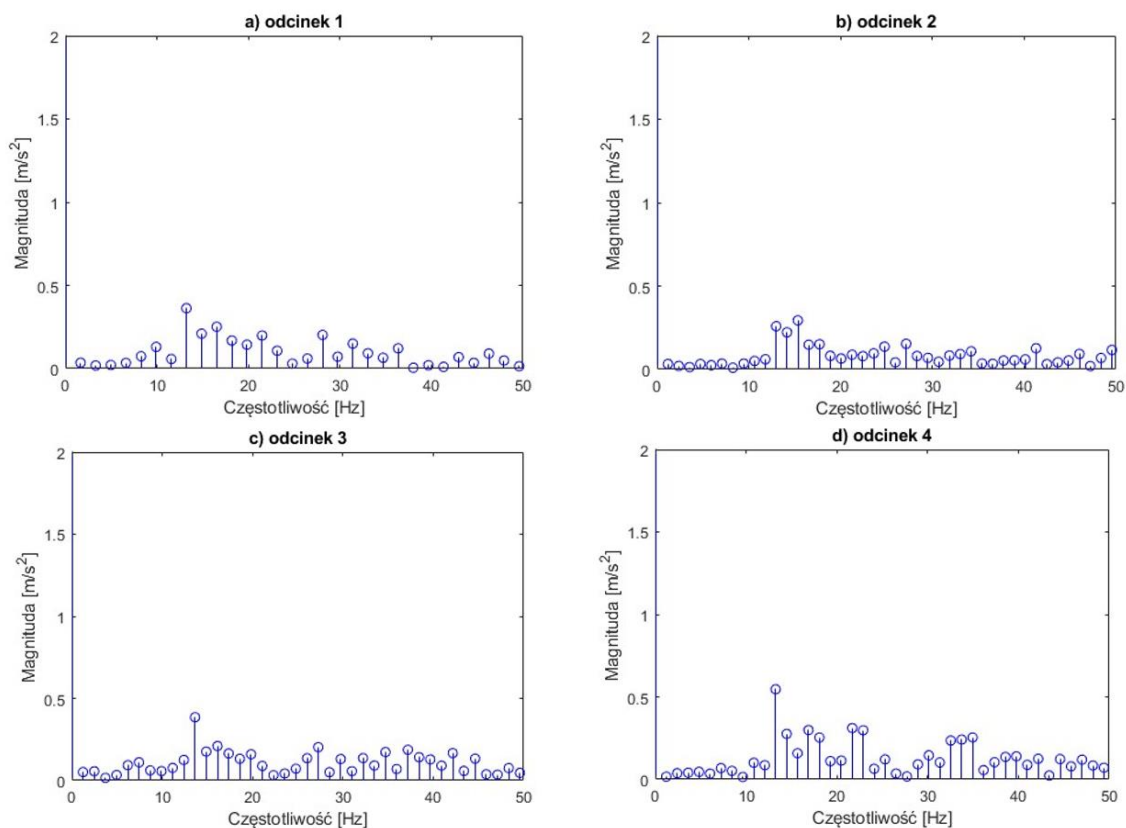 a) odcinek 1
2
1.5
1
0.5
0
Magnituda [m/s²]
0 10 20 30 40 50
Częstotliwość [Hz]
b) odcinek 2
2
1.5
1
0.5
0
Magnituda [m/s²]
0 10 20 30 40 50
Częstotliwość [Hz]
c) odcinek 3
2
1.5
1
0.5
0
Magnituda [m/s²]
0 10 20 30 40 50
Częstotliwość [Hz]
d) odcinek 4
2
1.5
1
0.5
0
Magnituda [m/s²]
0 10 20 30 40 50
Częstotliwość [Hz]